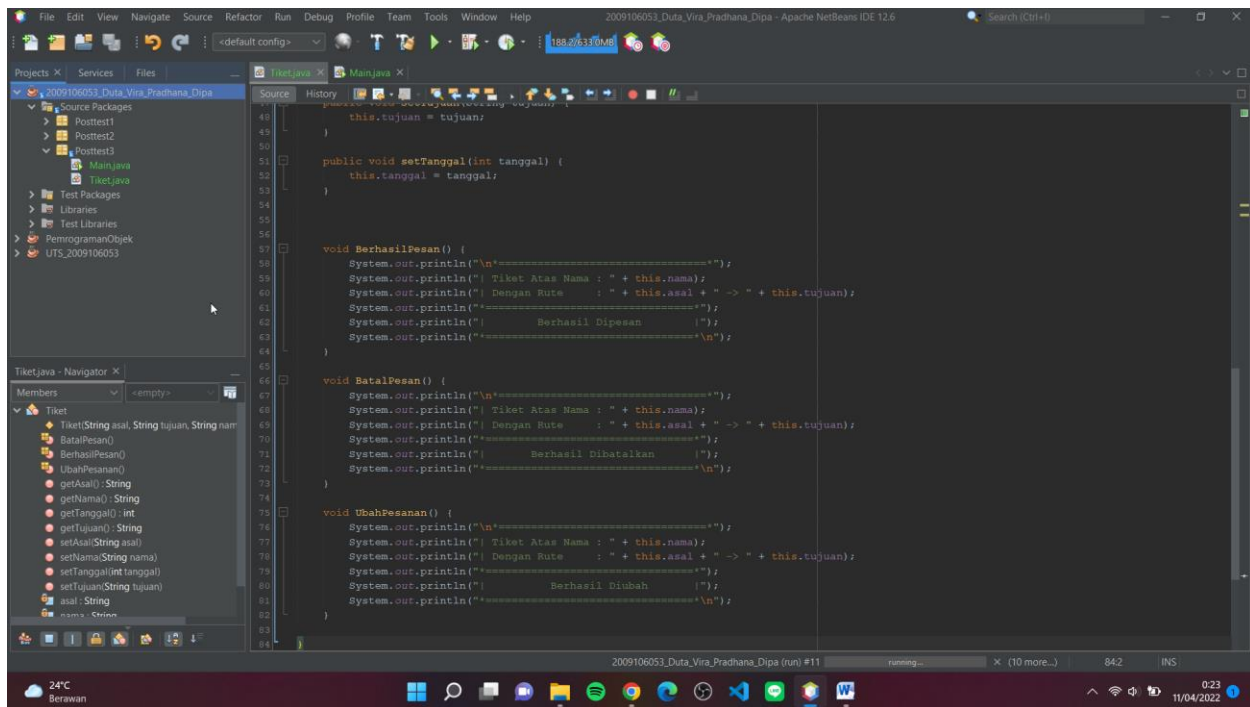 File Edit View Navigate Source Refactor Run Debug Profile Team Tools Window Help 2009106053_Duta_Vira_Pradhana_Dipa - Apache NetBeans IDE 12.6 Search (Ctrl+I)
<default config> 188.2/633.0MB
Projects Services Files Tiket.java Main.java
2009106053_Duta_Vira_Pradhana_Dipa
Source Packages
Posttest1
Posttest2
Posttest3
Main.java
Tiket.java
Test Packages
Libraries
Test Libraries
PemrogramanObjek
UTS_2009106053
Source History
47 public void setTujuan(String tujuan) {
48 this.tujuan = tujuan;
49 }
50
51 public void setTanggal(int tanggal) {
52 this.tanggal = tanggal;
53 }
54
55
56
57 void BerhasilPesan() {
58 System.out.println("\n*==================================*");
59 System.out.println("| Tiket Atas Nama : " + this.nama);
60 System.out.println("| Dengan Rute : " + this.asal + " -> " + this.tujuan);
61 System.out.println("*==================================*");
62 System.out.println("| Berhasil Dipesan |");
63 System.out.println("*==================================*\n");
64 }
65
66 void BatalPesan() {
67 System.out.println("\n*==================================*");
68 System.out.println("| Tiket Atas Nama : " + this.nama);
69 System.out.println("| Dengan Rute : " + this.asal + " -> " + this.tujuan);
70 System.out.println("*==================================*");
71 System.out.println("| Berhasil Dibatalkan |");
72 System.out.println("*==================================*\n");
73 }
74
75 void UbahPesanan() {
76 System.out.println("\n*==================================*");
77 System.out.println("| Tiket Atas Nama : " + this.nama);
78 System.out.println("| Dengan Rute : " + this.asal + " -> " + this.tujuan);
79 System.out.println("*==================================*");
80 System.out.println("| Berhasil Diubah |");
81 System.out.println("*==================================*\n");
82 }
83
84 }
Tiket.java - Navigator
Members <empty>
Tiket
Tiket(String asal, String tujuan, String nam
BatalPesan()
BerhasilPesan()
UbahPesanan()
getAsal() : String
getNama() : String
getTanggal() : int
getTujuan() : String
setAsal(String asal)
setNama(String nama)
setTanggal(int tanggal)
setTujuan(String tujuan)
asal : String
nama : String
2009106053_Duta_Vira_Pradhana_Dipa (run) #11 running... (10 more...) 84:2 INS
24°C
Berawan
0:23
11/04/2022
1